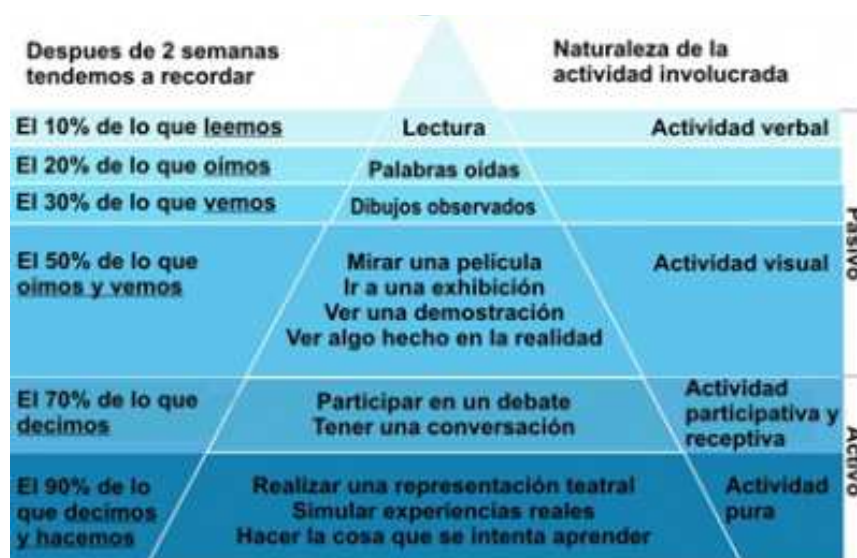 Despues de 2 semanas
tendemos a recordar
Naturaleza de la
actividad involucrada
El 10% de lo que leemos
Lectura
Actividad verbal
El 20% de lo que oímos
Palabras oidas
El 30% de lo que vemos
Dibujos observados
El 50% de lo que
oimos y vemos
Mirar una película
Ir a una exhibición
Ver una demostración
Ver algo hecho en la realidad
Actividad visual
Pasivo
El 70% de lo que
decimos
Participar en un debate
Tener una conversación
Actividad
participativa y
receptiva
El 90% de lo
que decimos
y hacemos
Realizar una representación teatral
Simular experiencias reales
Hacer la cosa que se intenta aprender
Actividad
pura
Activo